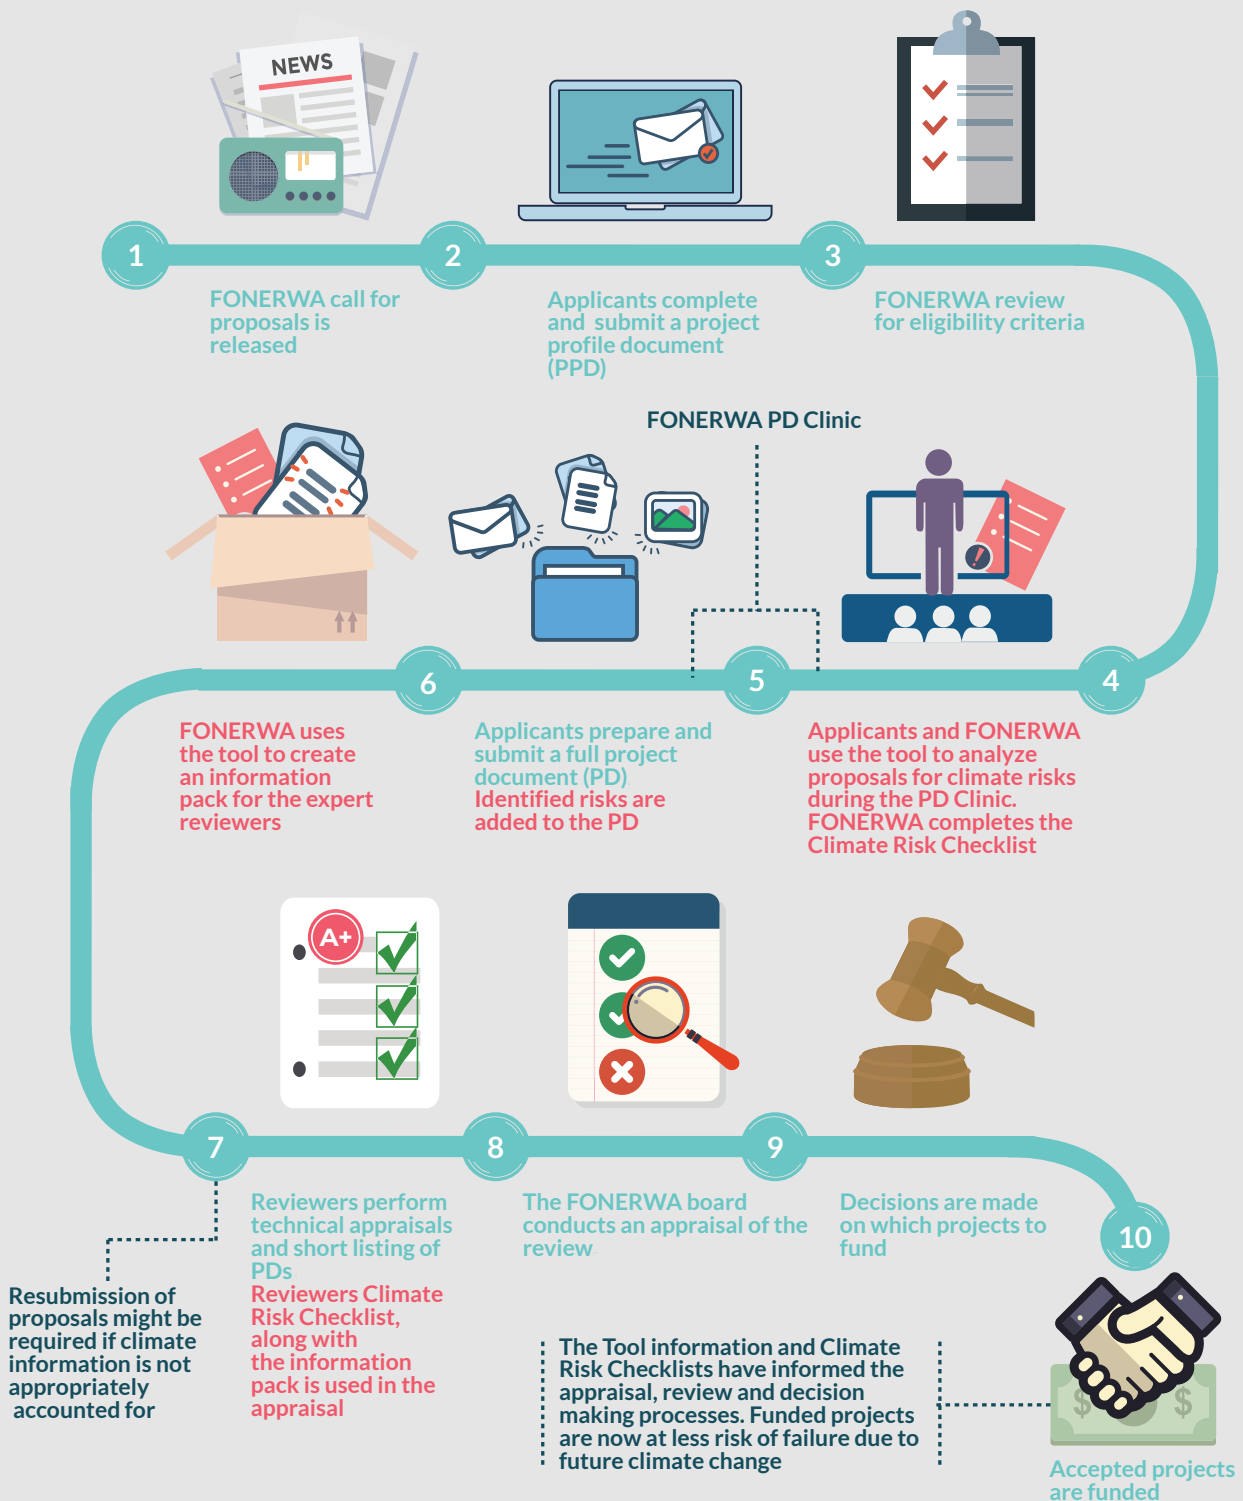 NEWS
1
2
3
FONERWA call for
proposals is
released
Applicants complete
and submit a project
profile document
(PPD)
FONERWA review
for eligibility criteria
FONERWA PD Clinic
!
6
5
4
FONERWA uses
the tool to create
an information
pack for the expert
reviewers
Applicants prepare and
submit a full project
document (PD)
Identified risks are
added to the PD
Applicants and FONERWA
use the tool to analyze
proposals for climate risks
during the PD Clinic.
FONERWA completes the
Climate Risk Checklist
A+
7
8
9
10
Reviewers perform
technical appraisals
and short listing of
PDs
Reviewers Climate
Risk Checklist,
along with
the information
pack is used in the
appraisal
The FONERWA board
conducts an appraisal of the
review
Decisions are made
on which projects to
fund
Resubmission of
proposals might be
required if climate
information is not
appropriately
accounted for
The Tool information and Climate
Risk Checklists have informed the
appraisal, review and decision
making processes. Funded projects
are now at less risk of failure due to
future climate change
$ $
Accepted projects
are funded